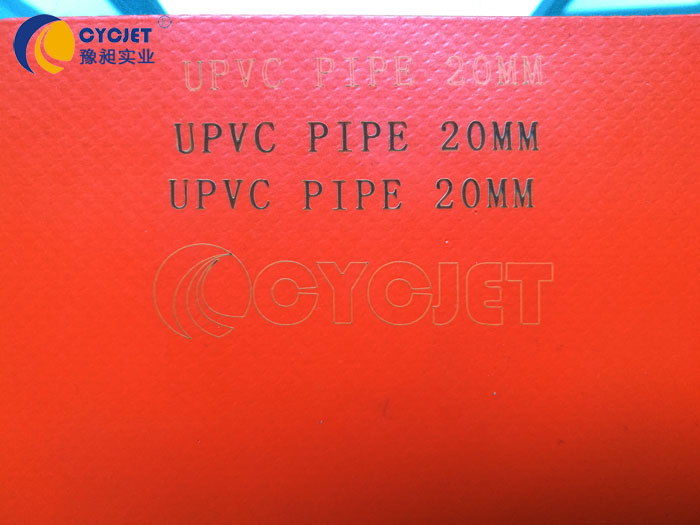 CYCJET®
豫昶实业
UPVC PIPE 20MM
UPVC PIPE 20MM
UPVC PIPE 20MM
CYCJET